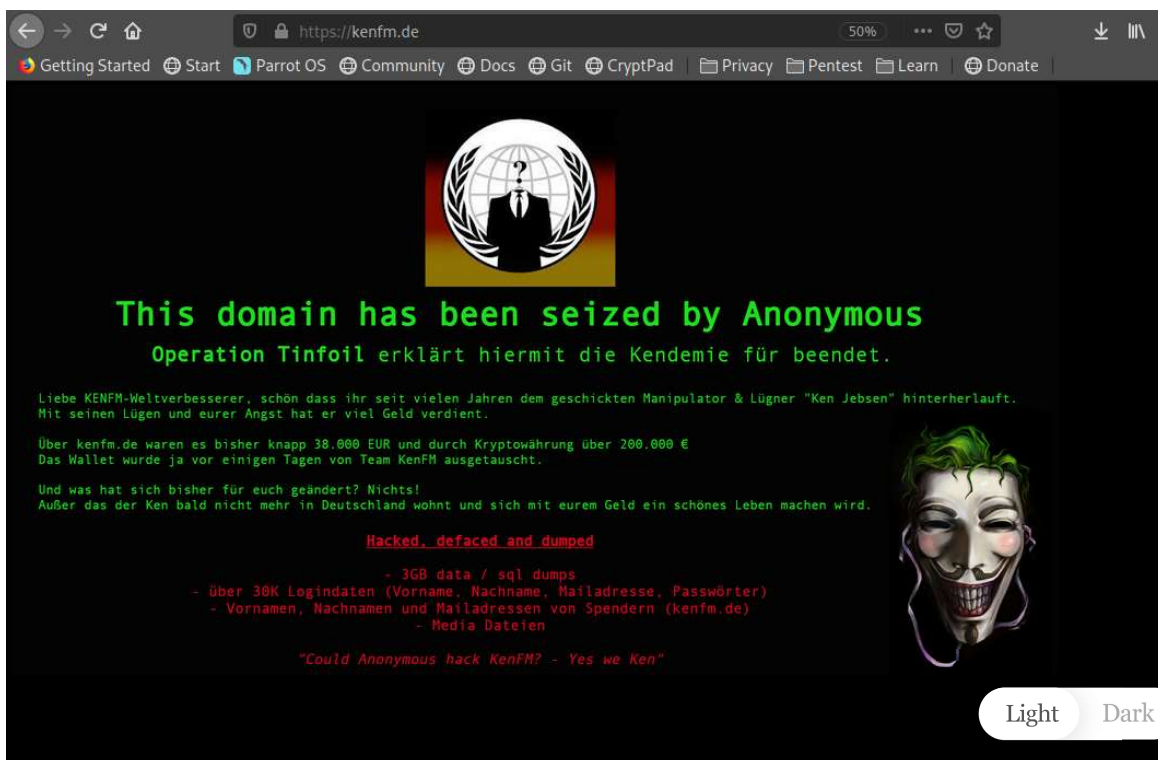 https://kenfm.de
50%
Getting Started Start Parrot OS Community Docs Git CryptPad Privacy Pentest Learn Donate
?
This domain has been seized by Anonymous
Operation Tinfoil erklärt hiermit die Kendemie für beendet.
Liebe KENFM-Weltverbesserer, schön dass ihr seit vielen Jahren dem geschickten Manipulator & Lügner "Ken Jebsen" hinterherlauft.
Mit seinen Lügen und eurer Angst hat er viel Geld verdient.
Über kenfm.de waren es bisher knapp 38.000 EUR und durch Kryptowährung über 200.000 €
Das Wallet wurde ja vor einigen Tagen von Team KenFM ausgetauscht.
Und was hat sich bisher für euch geändert? Nichts!
Außer das der Ken bald nicht mehr in Deutschland wohnt und sich mit eurem Geld ein schönes Leben machen wird.
Hacked, defaced and dumped
- 3GB data / sql dumps
- über 30K Logindaten (Vorname, Nachname, Mailadresse, Passwörter)
- Vornamen, Nachnamen und Mailadressen von Spendern (kenfm.de)
- Media Dateien
"Could Anonymous hack KenFM? - Yes we Ken"
Light Dark